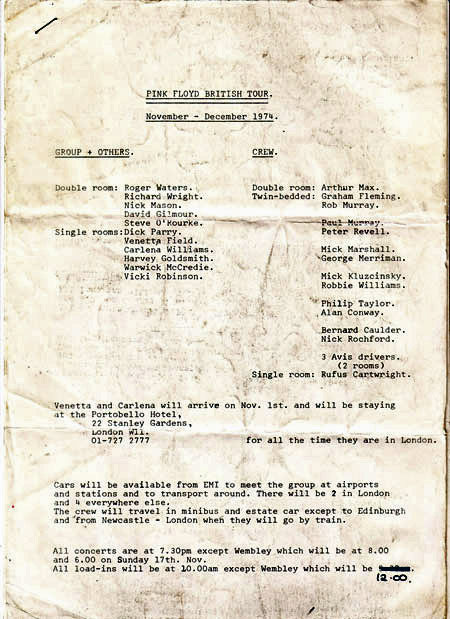 PINK FLOYD BRITISH TOUR.
November - December 1974.
GROUP + OTHERS.
Double room: Roger Waters.
Richard Wright.
Nick Mason.
David Gilmour.
Steve O'Rourke.
Single rooms: Dick Parry.
Venetta Field.
Carlena Williams.
Harvey Goldsmith.
Warwick McCredie.
Vicki Robinson.
CREW.
Double room: Arthur Max.
Twin-bedded: Graham Fleming.
Rob Murray.
Paul Murray.
Peter Revell.
Mick Marshall.
George Merriman.
Mick Kluzcinsky.
Robbie Williams.
Philip Taylor.
Alan Conway.
Bernard Caulder.
Nick Rochford.
3 Avis drivers.
(2 rooms)
Single room: Rufus Cartwright.
Venetta and Carlena will arrive on Nov. 1st. and will be staying
at the Portobello Hotel,
22 Stanley Gardens,
London W11.
01-727 2777 for all the time they are in London.
Cars will be available from EMI to meet the group at airports
and stations and to transport around. There will be 2 in London
and 4 everywhere else.
The crew will travel in minibus and estate car except to Edinburgh
and from Newcastle - London when they will go by train.
All concerts are at 7.30pm except Wembley which will be at 8.00
and 6.00 on Sunday 17th. Nov.
All load-ins will be at 10.00am except Wembley which will be
12.00.